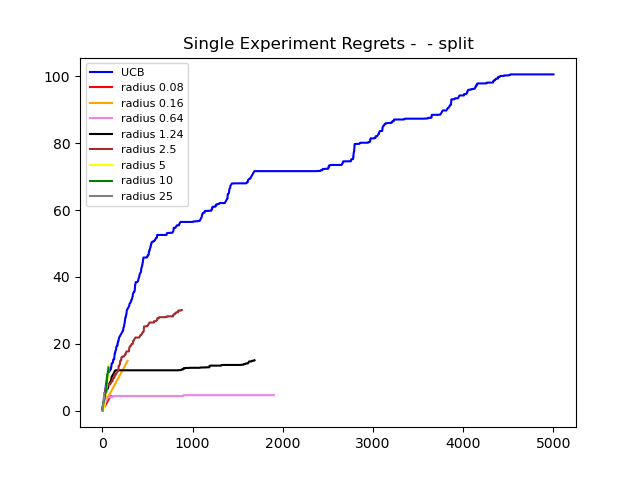 Single Experiment Regrets -  - split
UCB
radius 0.08
radius 0.16
radius 0.64
radius 1.24
radius 2.5
radius 5
radius 10
radius 25
100
80
60
40
20
0
0 1000 2000 3000 4000 5000